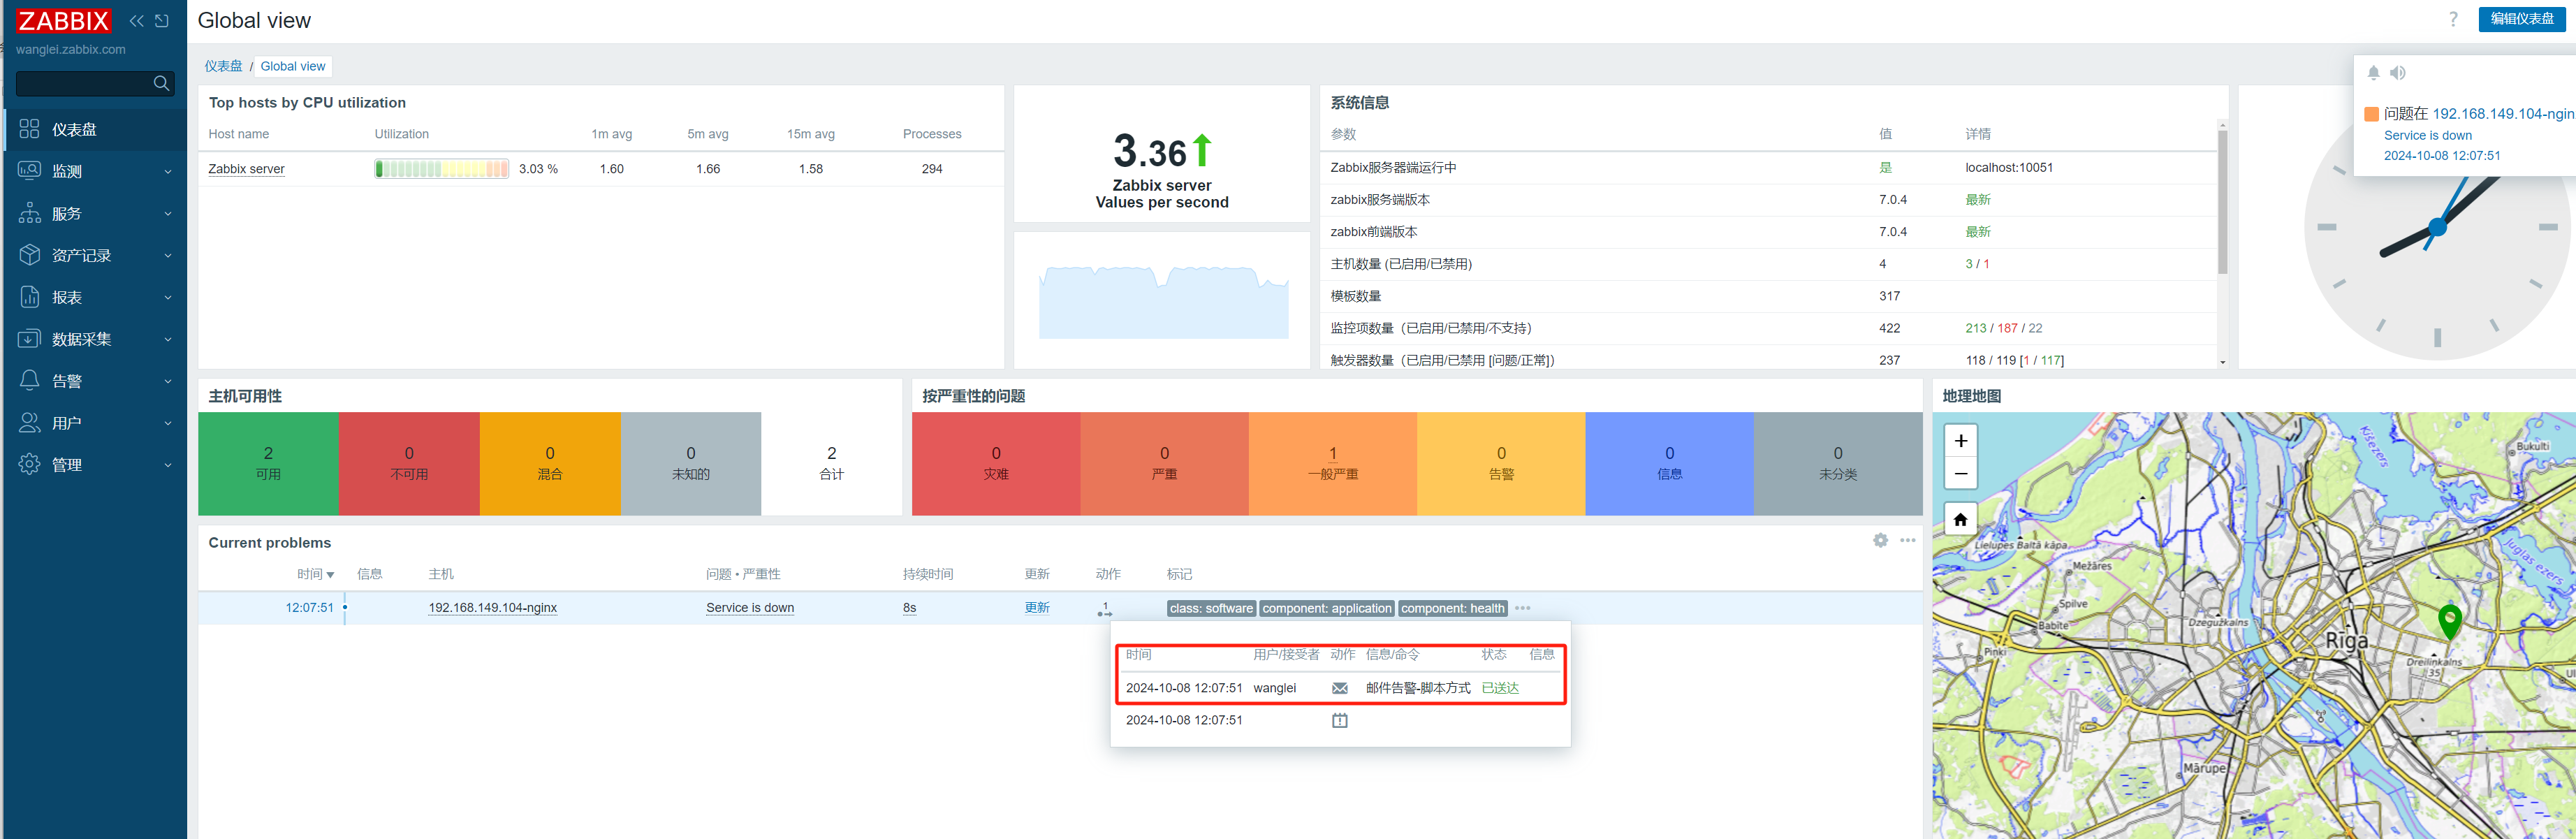 ZABBIX
wanglei.zabbix.com
仪表盘
监测
服务
资产记录
报表
数据采集
告警
用户
管理
Global view
? 编辑仪表盘
仪表盘 / Global view
Top hosts by CPU utilization
Host name Utilization 1m avg 5m avg 15m avg Processes
Zabbix server 3.03 % 1.60 1.66 1.58 294
3.36
Zabbix server
Values per second
系统信息
参数 值 详情
Zabbix服务器端运行中 是 localhost:10051
zabbix服务端版本 7.0.4 最新
zabbix前端版本 7.0.4 最新
主机数量 (已启用/已禁用) 4 3 / 1
模板数量 317
监控项数量（已启用/已禁用/不支持） 422 213 / 187 / 22
触发器数量（已启用/已禁用 [问题/正常]） 237 118 / 119 [1 / 117]
问题在 192.168.149.104-ngin
Service is down
2024-10-08 12:07:51
主机可用性
2 可用
0 不可用
0 混合
0 未知的
2 合计
按严重性的问题
0 灾难
0 严重
1 一般严重
0 告警
0 信息
0 未分类
Current problems
时间 信息 主机 问题 • 严重性 持续时间 更新 动作 标记
12:07:51 192.168.149.104-nginx Service is down 8s 更新 1 class: software component: application component: health
时间 用户/接受者 动作 信息/命令 状态 信息
2024-10-08 12:07:51 wanglei 邮件告警-脚本方式 已送达
2024-10-08 12:07:51
地理地图
+
−
Ķīšezers
Bukulti
Juglas ezers
Lielupes Baltā kāpa
Mežāres
Spilve
Babīte
Dzegužkalns
Pinki
Rīga
Dreiliņkalns
Mārupe